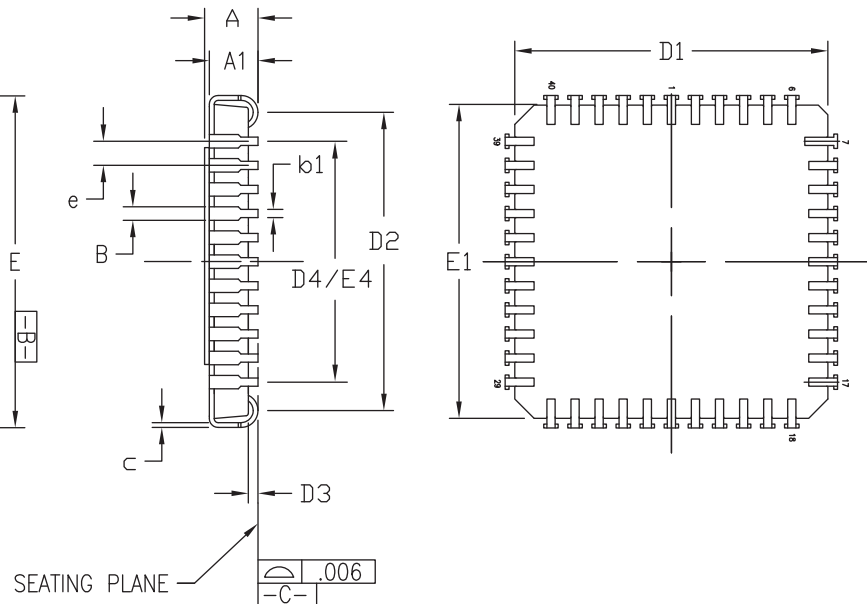 A
A1
D1
40
1
6
39
7
e
b1
B
D2
E
D4/E4
E1
-B-
29
17
18
c
D3
SEATING PLANE
.006
-C-